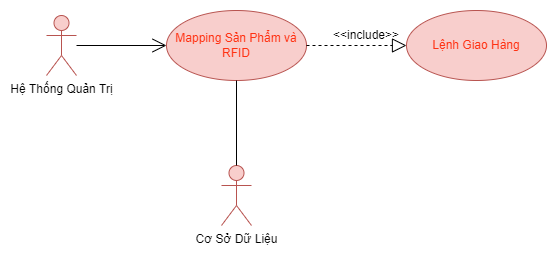 Mapping Sản Phẩm và
RFID
<<include>>
Lệnh Giao Hàng
Hệ Thống Quản Trị
Cơ Sở Dữ Liệu